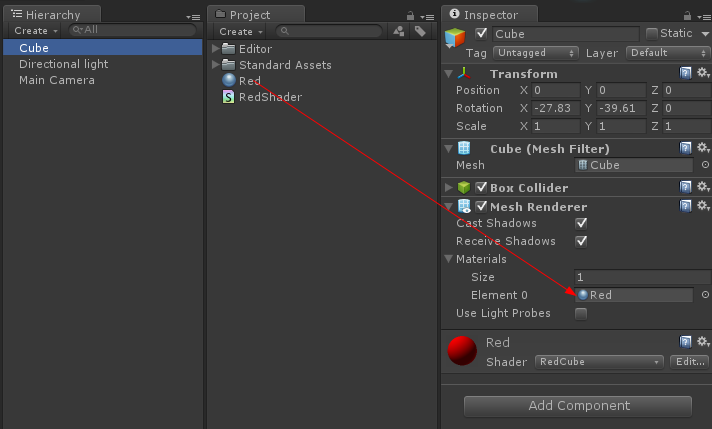 Hierarchy
Create All
Cube
Directional light
Main Camera
Project
Create
Editor
Standard Assets
Red
RedShader
Inspector
Cube Static
Tag Untagged Layer Default
Transform
Position X 0 Y 0 Z 0
Rotation X -27.83 Y -39.61 Z 0
Scale X 1 Y 1 Z 1
Cube (Mesh Filter)
Mesh Cube
Box Collider
Mesh Renderer
Cast Shadows
Receive Shadows
Materials
Size 1
Element 0 Red
Use Light Probes
Red
Shader RedCube Edit...
Add Component